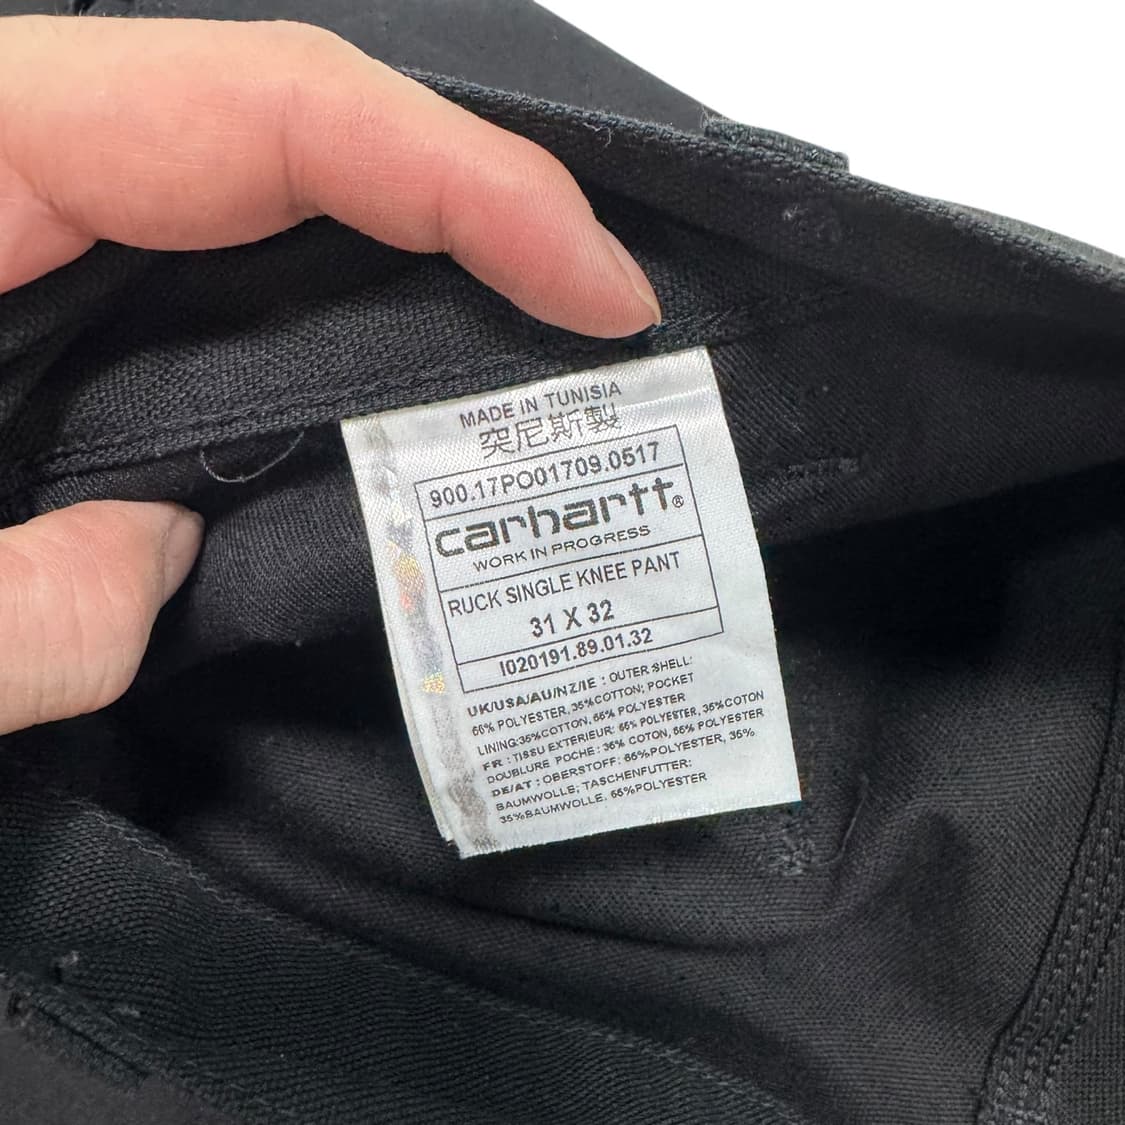 MADE IN TUNISIA
突尼斯製
900.17PO01709.0517
carhartt®
WORK IN PROGRESS
RUCK SINGLE KNEE PANT
31 X 32
I020191.89.01.32
UK/USA/AU/NZ/IE : OUTER SHELL:
65% POLYESTER, 35%COTTON; POCKET
LINING:35%COTTON, 65% POLYESTER
FR : TISSU EXTERIEUR: 65% POLYESTER, 35%COTON
DOUBLURE POCHE : 35% COTON, 65% POLYESTER
DE/AT : OBERSTOFF: 65%POLYESTER, 35%
BAUMWOLLE; TASCHENFUTTER:
35%BAUMWOLLE, 65%POLYESTER